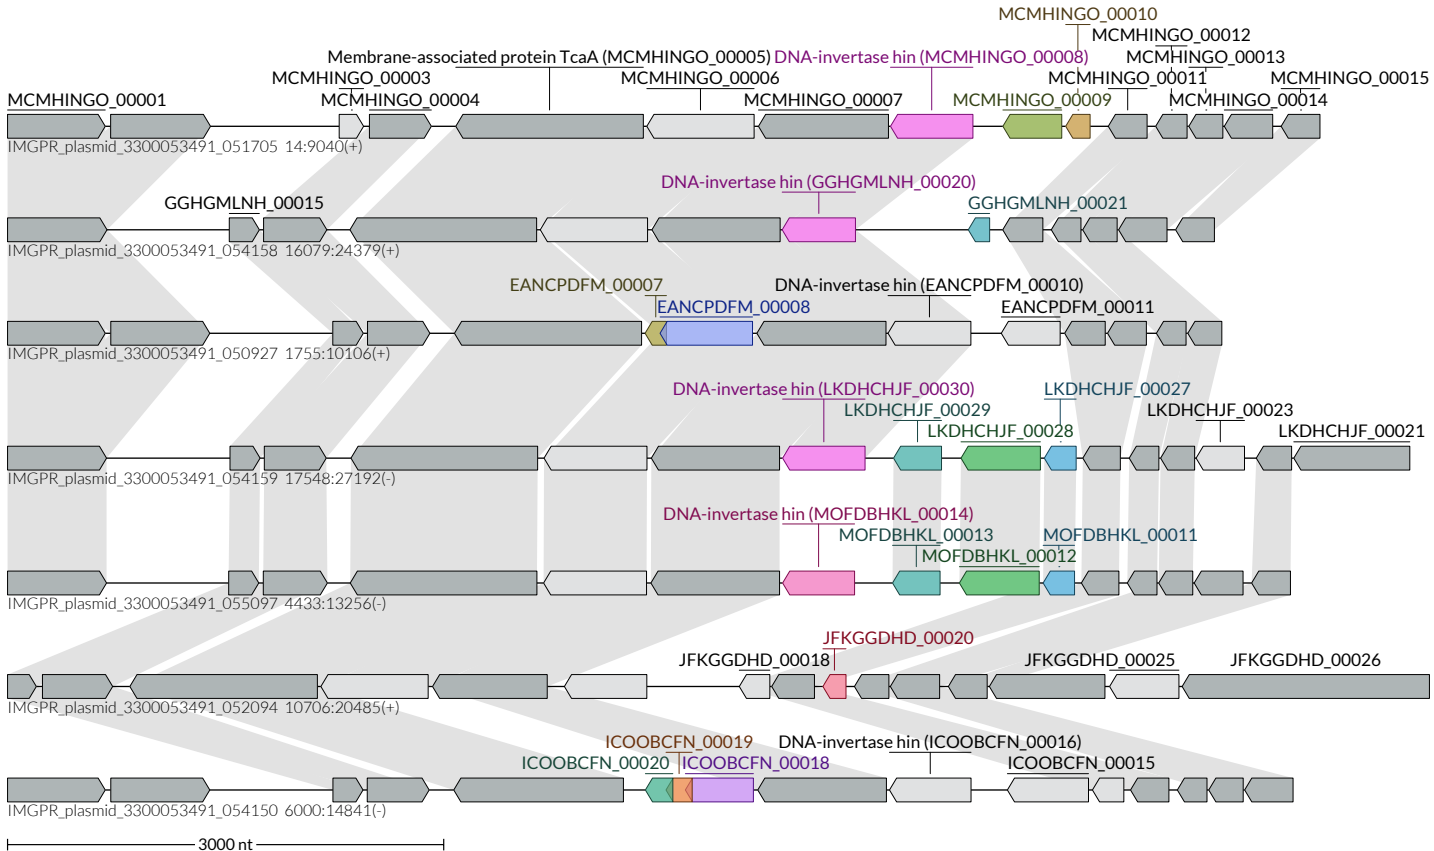 MCMHINGO_00010
MCMHINGO_00012
Membrane-associated protein TcaA (MCMHINGO_00005) DNA-invertase hin (MCMHINGO_00008) MCMHINGO_00013
MCMHINGO_00003 MCMHINGO_00006 MCMHINGO_00011 MCMHINGO_00015
MCMHINGO_00001 MCMHINGO_00004 MCMHINGO_00007 MCMHINGO_00009 MCMHINGO_00014
IMGPR_plasmid_3300053491_051705 14:9040(+)
DNA-invertase hin (GGHGMLNH_00020)
GGHGMLNH_00015 GGHGMLNH_00021
IMGPR_plasmid_3300053491_054158 16079:24379(+)
EANCPDFM_00007 DNA-invertase hin (EANCPDFM_00010)
EANCPDFM_00008 EANCPDFM_00011
IMGPR_plasmid_3300053491_050927 1755:10106(+)
DNA-invertase hin (LKDHCHJF_00030) LKDHCHJF_00027
LKDHCHJF_00029 LKDHCHJF_00023
LKDHCHJF_00028 LKDHCHJF_00021
IMGPR_plasmid_3300053491_054159 17548:27192(-)
DNA-invertase hin (MOFDBHKL_00014)
MOFDBHKL_00013 MOFDBHKL_00011
MOFDBHKL_00012
IMGPR_plasmid_3300053491_055097 4433:13256(-)
JFKGGDHD_00020
JFKGGDHD_00018 JFKGGDHD_00025 JFKGGDHD_00026
IMGPR_plasmid_3300053491_052094 10706:20485(+)
ICOOBCFN_00019 DNA-invertase hin (ICOOBCFN_00016)
ICOOBCFN_00020 ICOOBCFN_00018 ICOOBCFN_00015
IMGPR_plasmid_3300053491_054150 6000:14841(-)
3000 nt